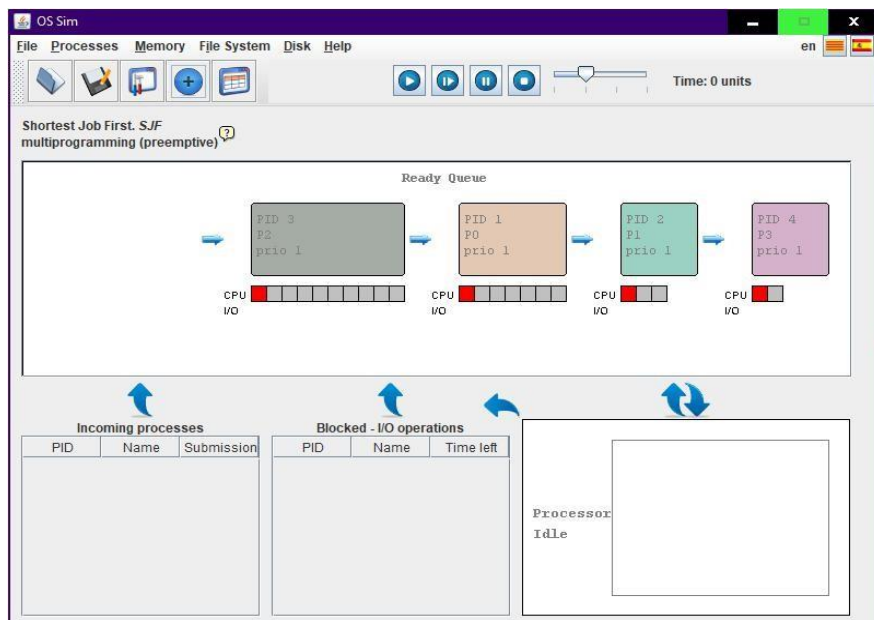 OS Sim
File Processes Memory File System Disk Help
en
Time: 0 units
Shortest Job First. SJF
multiprogramming (preemptive)
?
Ready Queue
PID 3
P2
prio 1
CPU
I/O
PID 1
P0
prio 1
CPU
I/O
PID 2
P1
prio 1
CPU
I/O
PID 4
P3
prio 1
CPU
I/O
Incoming processes
PID Name Submission
Blocked - I/O operations
PID Name Time left
Processor
Idle